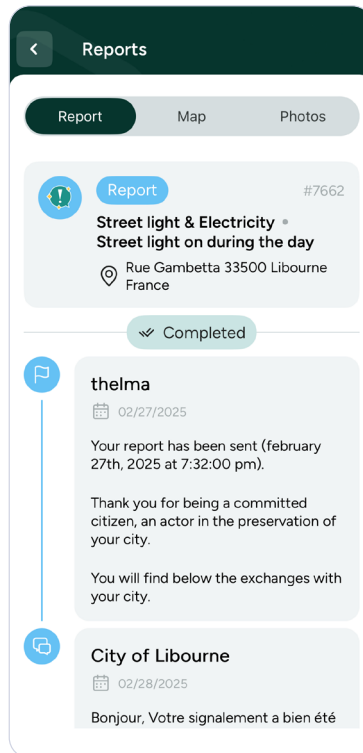 Reports
Report
Map
Photos
Report
#7662
Street light & Electricity •
Street light on during the day
Rue Gambetta 33500 Libourne
France
Completed
thelma
02/27/2025
Your report has been sent (february
27th, 2025 at 7:32:00 pm).
Thank you for being a committed
citizen, an actor in the preservation of
your city.
You will find below the exchanges with
your city.
City of Libourne
02/28/2025
Bonjour, Votre signalement a bien été